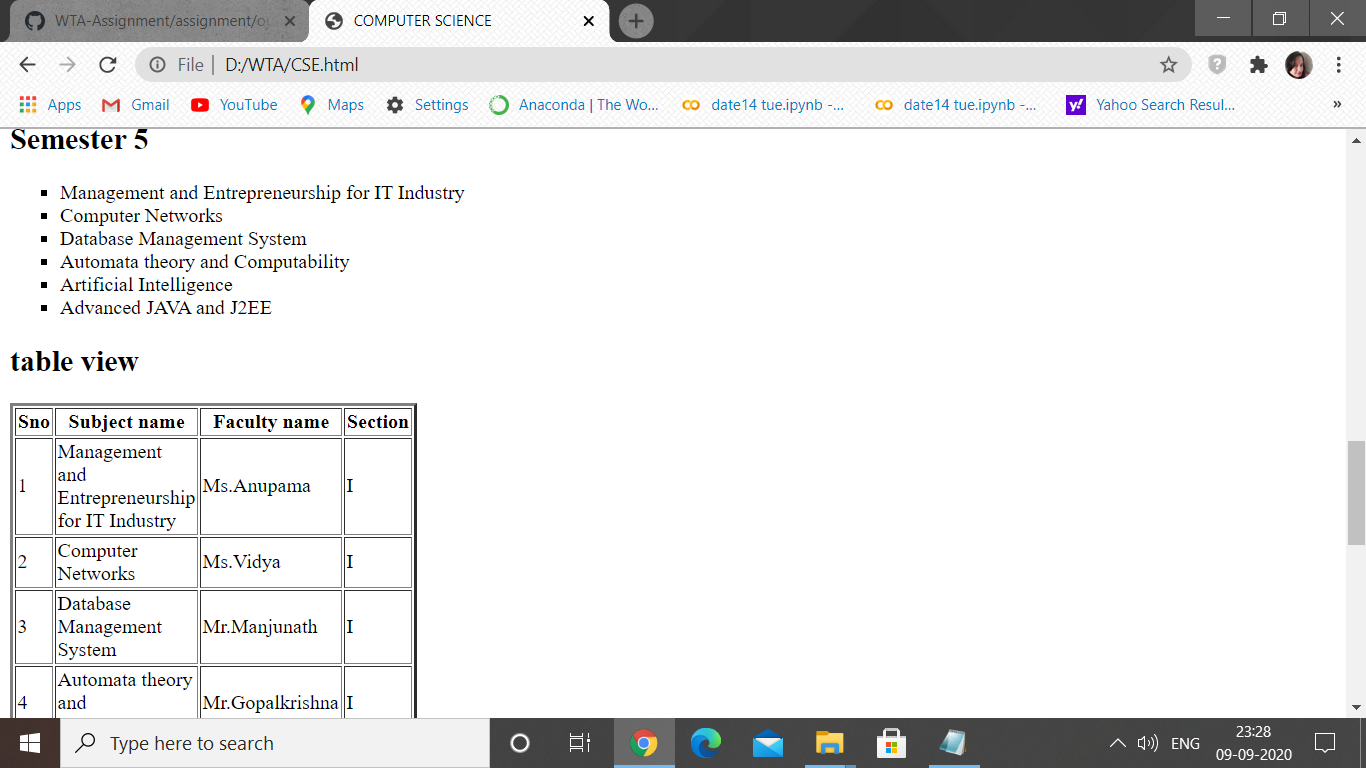 WTA-Assignment/assignment/o
COMPUTER SCIENCE
File | D:/WTA/CSE.html
Apps Gmail YouTube Maps Settings Anaconda | The Wo... date14 tue.ipynb -... date14 tue.ipynb -... Yahoo Search Resul... »
Semester 5
Management and Entrepreneurship for IT Industry
Computer Networks
Database Management System
Automata theory and Computability
Artificial Intelligence
Advanced JAVA and J2EE
table view
Sno Subject name Faculty name Section
1 Management and Entrepreneurship for IT Industry Ms.Anupama I
2 Computer Networks Ms.Vidya I
3 Database Management System Mr.Manjunath I
4 Automata theory and Mr.Gopalkrishna I
Type here to search
ENG
23:28
09-09-2020